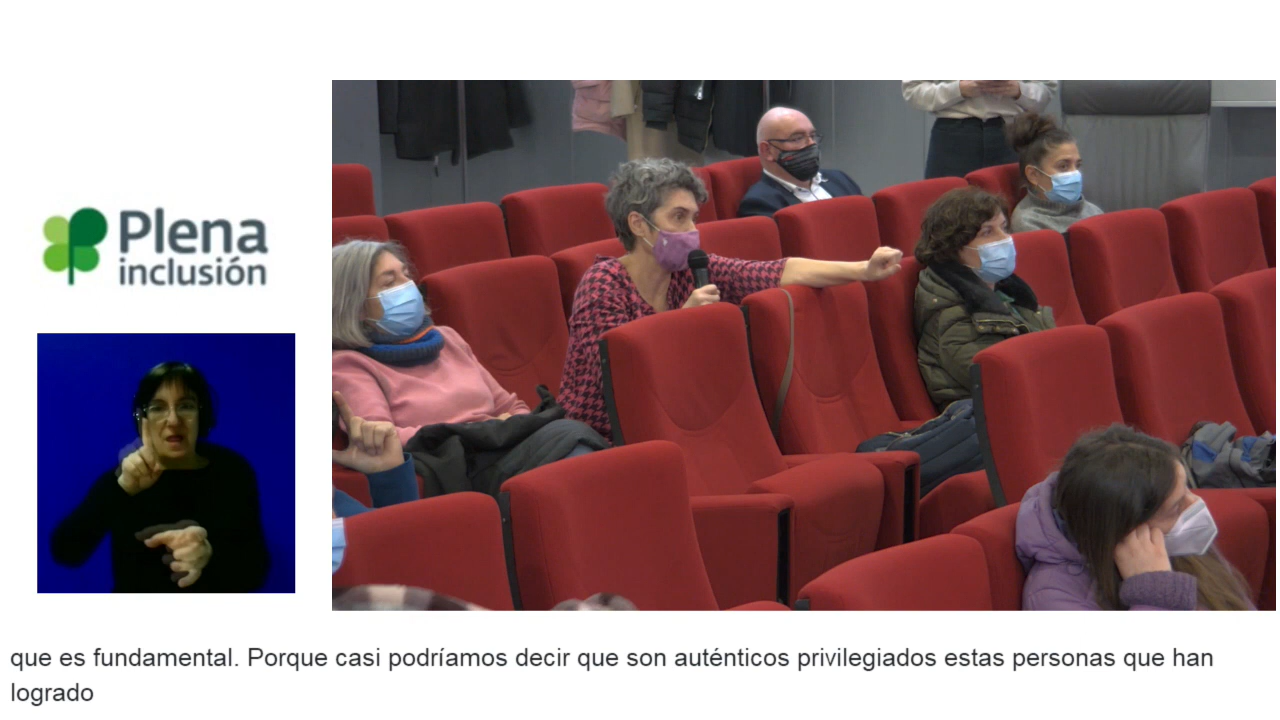 Plena
inclusión
que es fundamental. Porque casi podríamos decir que son auténticos privilegiados estas personas que han
logrado